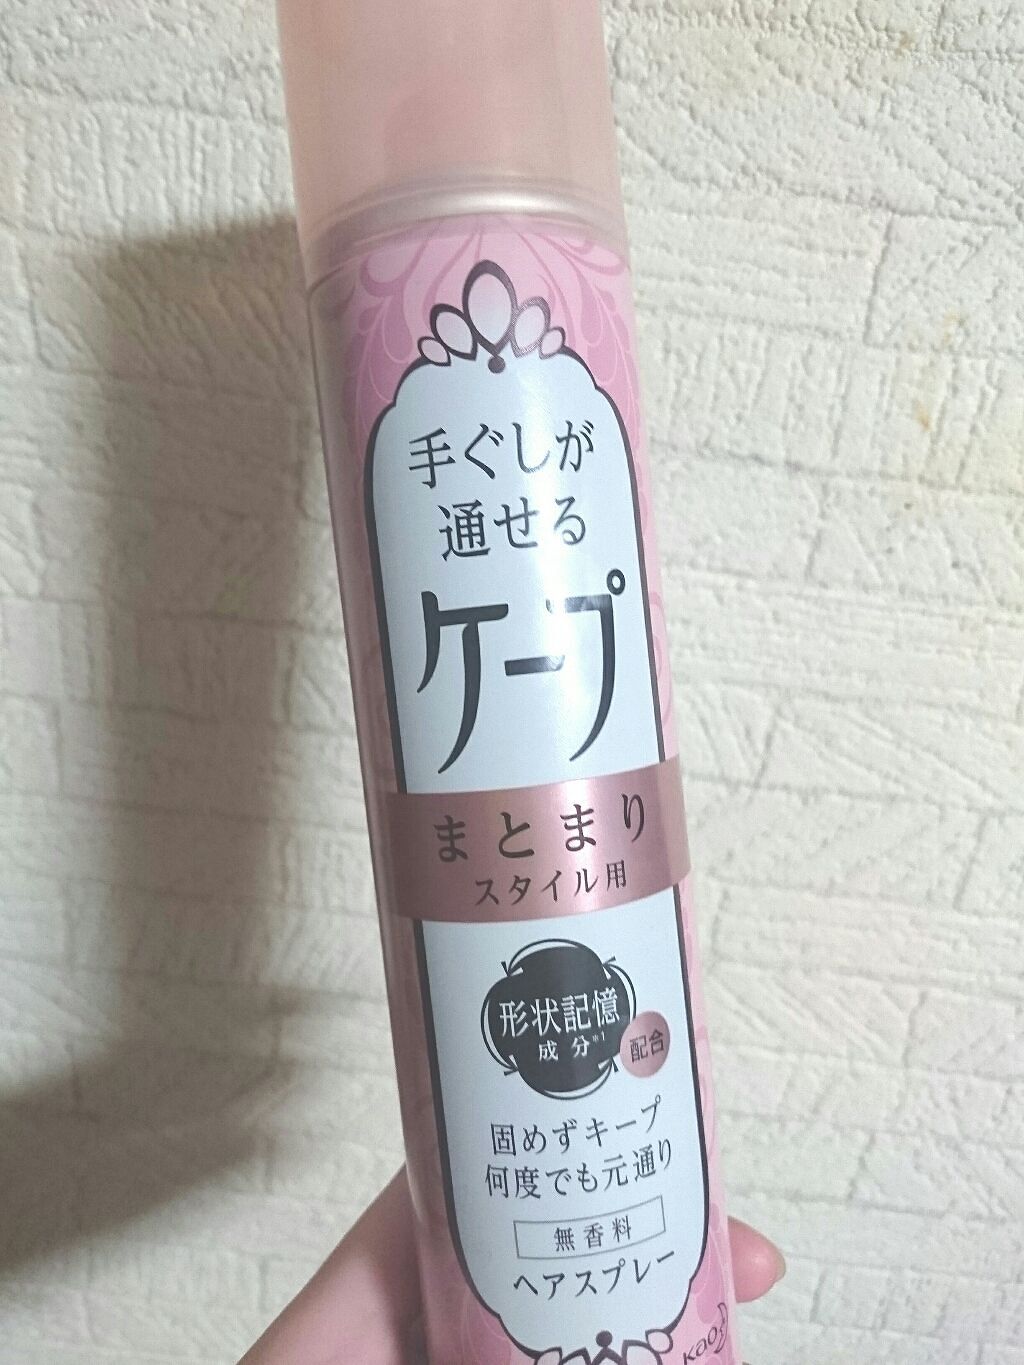 手ぐしが
通せる
ケープ
まとまり
スタイル用
形状記憶
成分*1
配合
固めずキープ
何度でも元通り
無香料
ヘアスプレー
kao